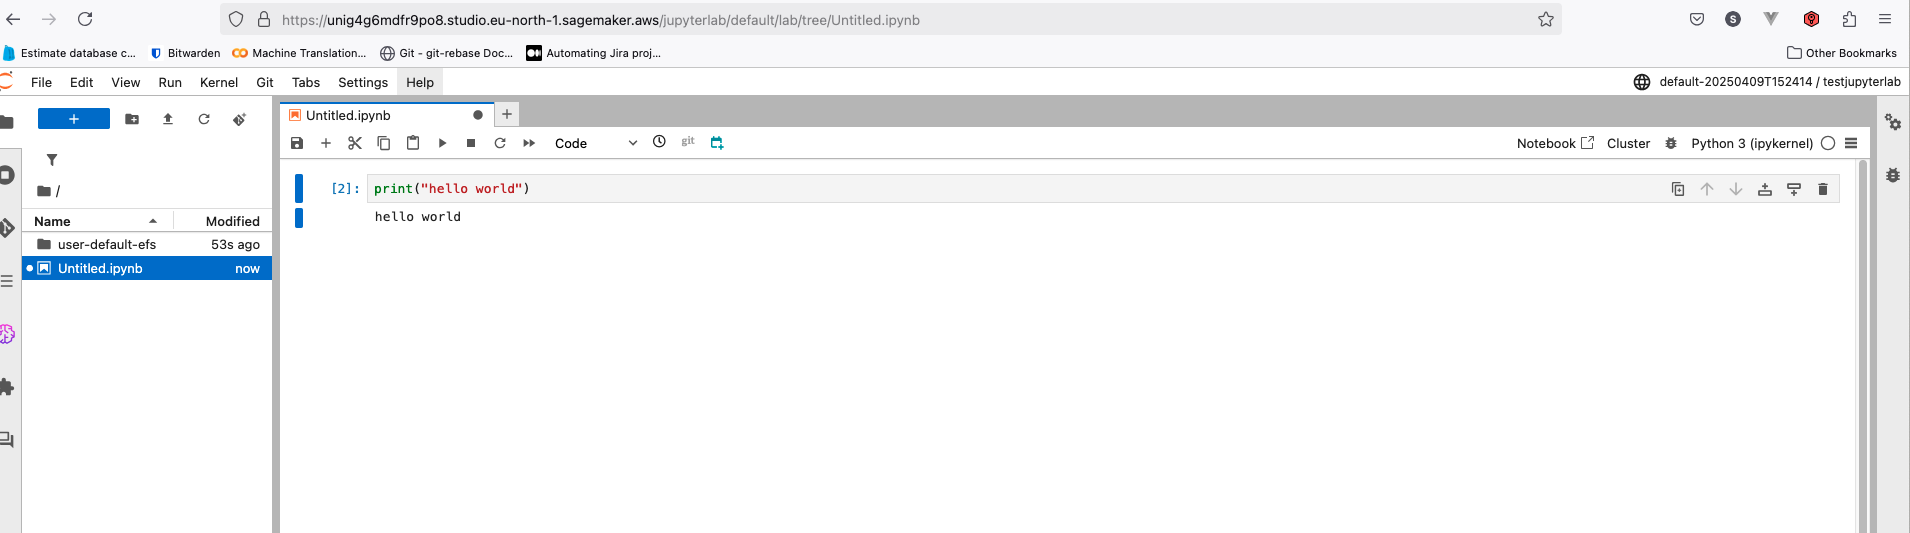 https://unig4g6mdfr9po8.studio.eu-north-1.sagemaker.aws/jupyterlab/default/lab/tree/Untitled.ipynb
S
Estimate database c... Bitwarden Machine Translation... Git - git-rebase Doc... Automating Jira proj... Other Bookmarks
File Edit View Run Kernel Git Tabs Settings Help default-20250409T152414 / testjupyterlab
+ Untitled.ipynb +
Code git Notebook Cluster Python 3 (ipykernel)
/
[2]: print("hello world")
hello world
Name Modified
user-default-efs 53s ago
Untitled.ipynb now